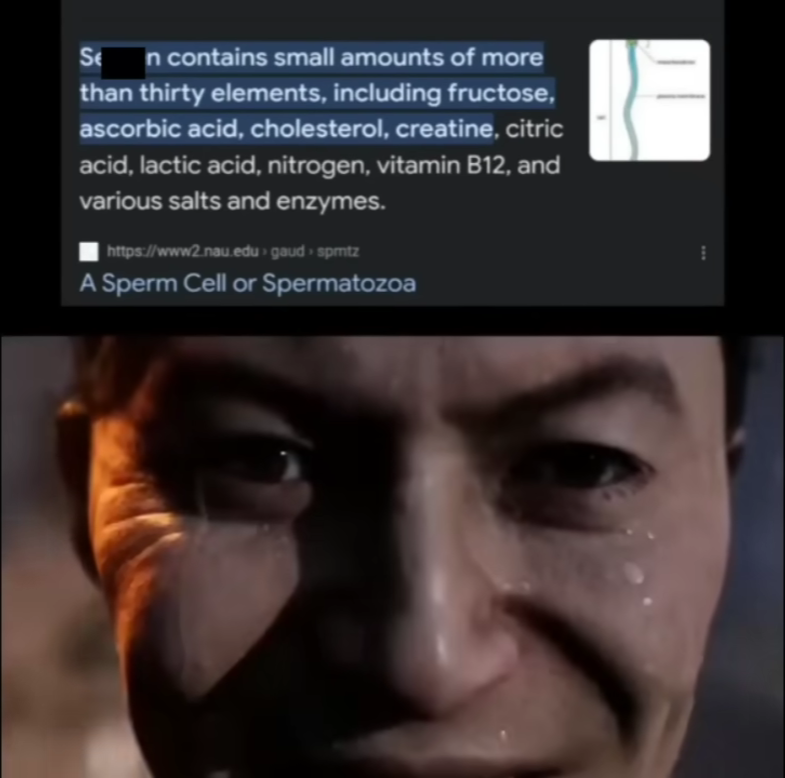 Se n contains small amounts of more
than thirty elements, including fructose,
ascorbic acid, cholesterol, creatine, citric
acid, lactic acid, nitrogen, vitamin B12, and
various salts and enzymes.
https://www2.nau.edu › gaud › spmtz
A Sperm Cell or Spermatozoa